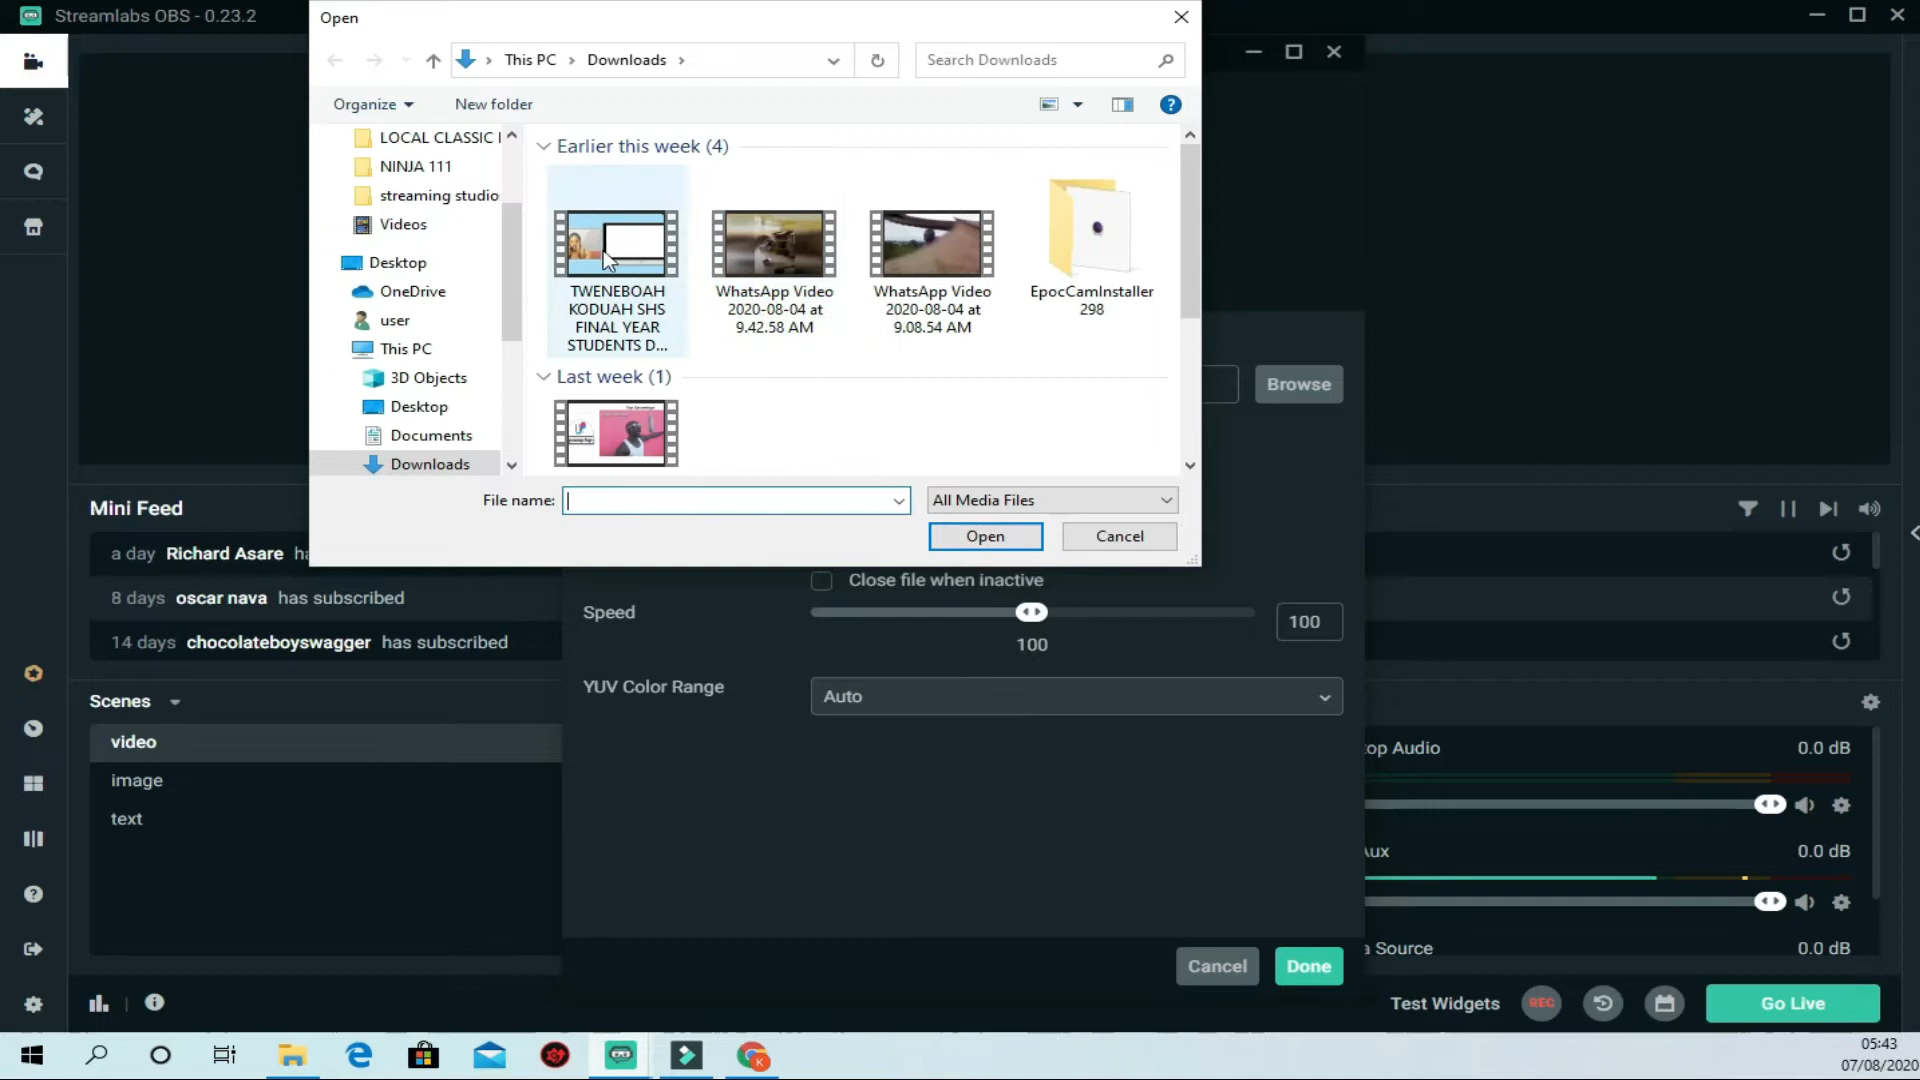 Streamlabs OBS - 0.23.2
Open
This PC
Downloads
Search Downloads
Organize
New folder
LOCAL CLASSIC
NINJA 111
streaming studio
Videos
Desktop
OneDrive
user
This PC
3D Objects
Desktop
Documents
Downloads
Earlier this week (4)
TWENEBOAH
KODUAH SHS
FINAL YEAR
STUDENTS D...
WhatsApp Video
2020-08-04 at
9.42.58 AM
WhatsApp Video
2020-08-04 at
9.08.54 AM
EpocCamInstaller
298
Last week (1)
File name:
All Media Files
Open
Cancel
Browse
Mini Feed
a day Richard Asare ha
8 days oscar nava has subscribed
14 days chocolateboyswagger has subscribed
Close file when inactive
Speed
100
100
YUV Color Range
Auto
Scenes
video
image
text
top Audio
0.0 dB
Aux
0.0 dB
a Source
0.0 dB
Cancel
Done
Test Widgets
REC
Go Live
K
05:43
07/08/2020